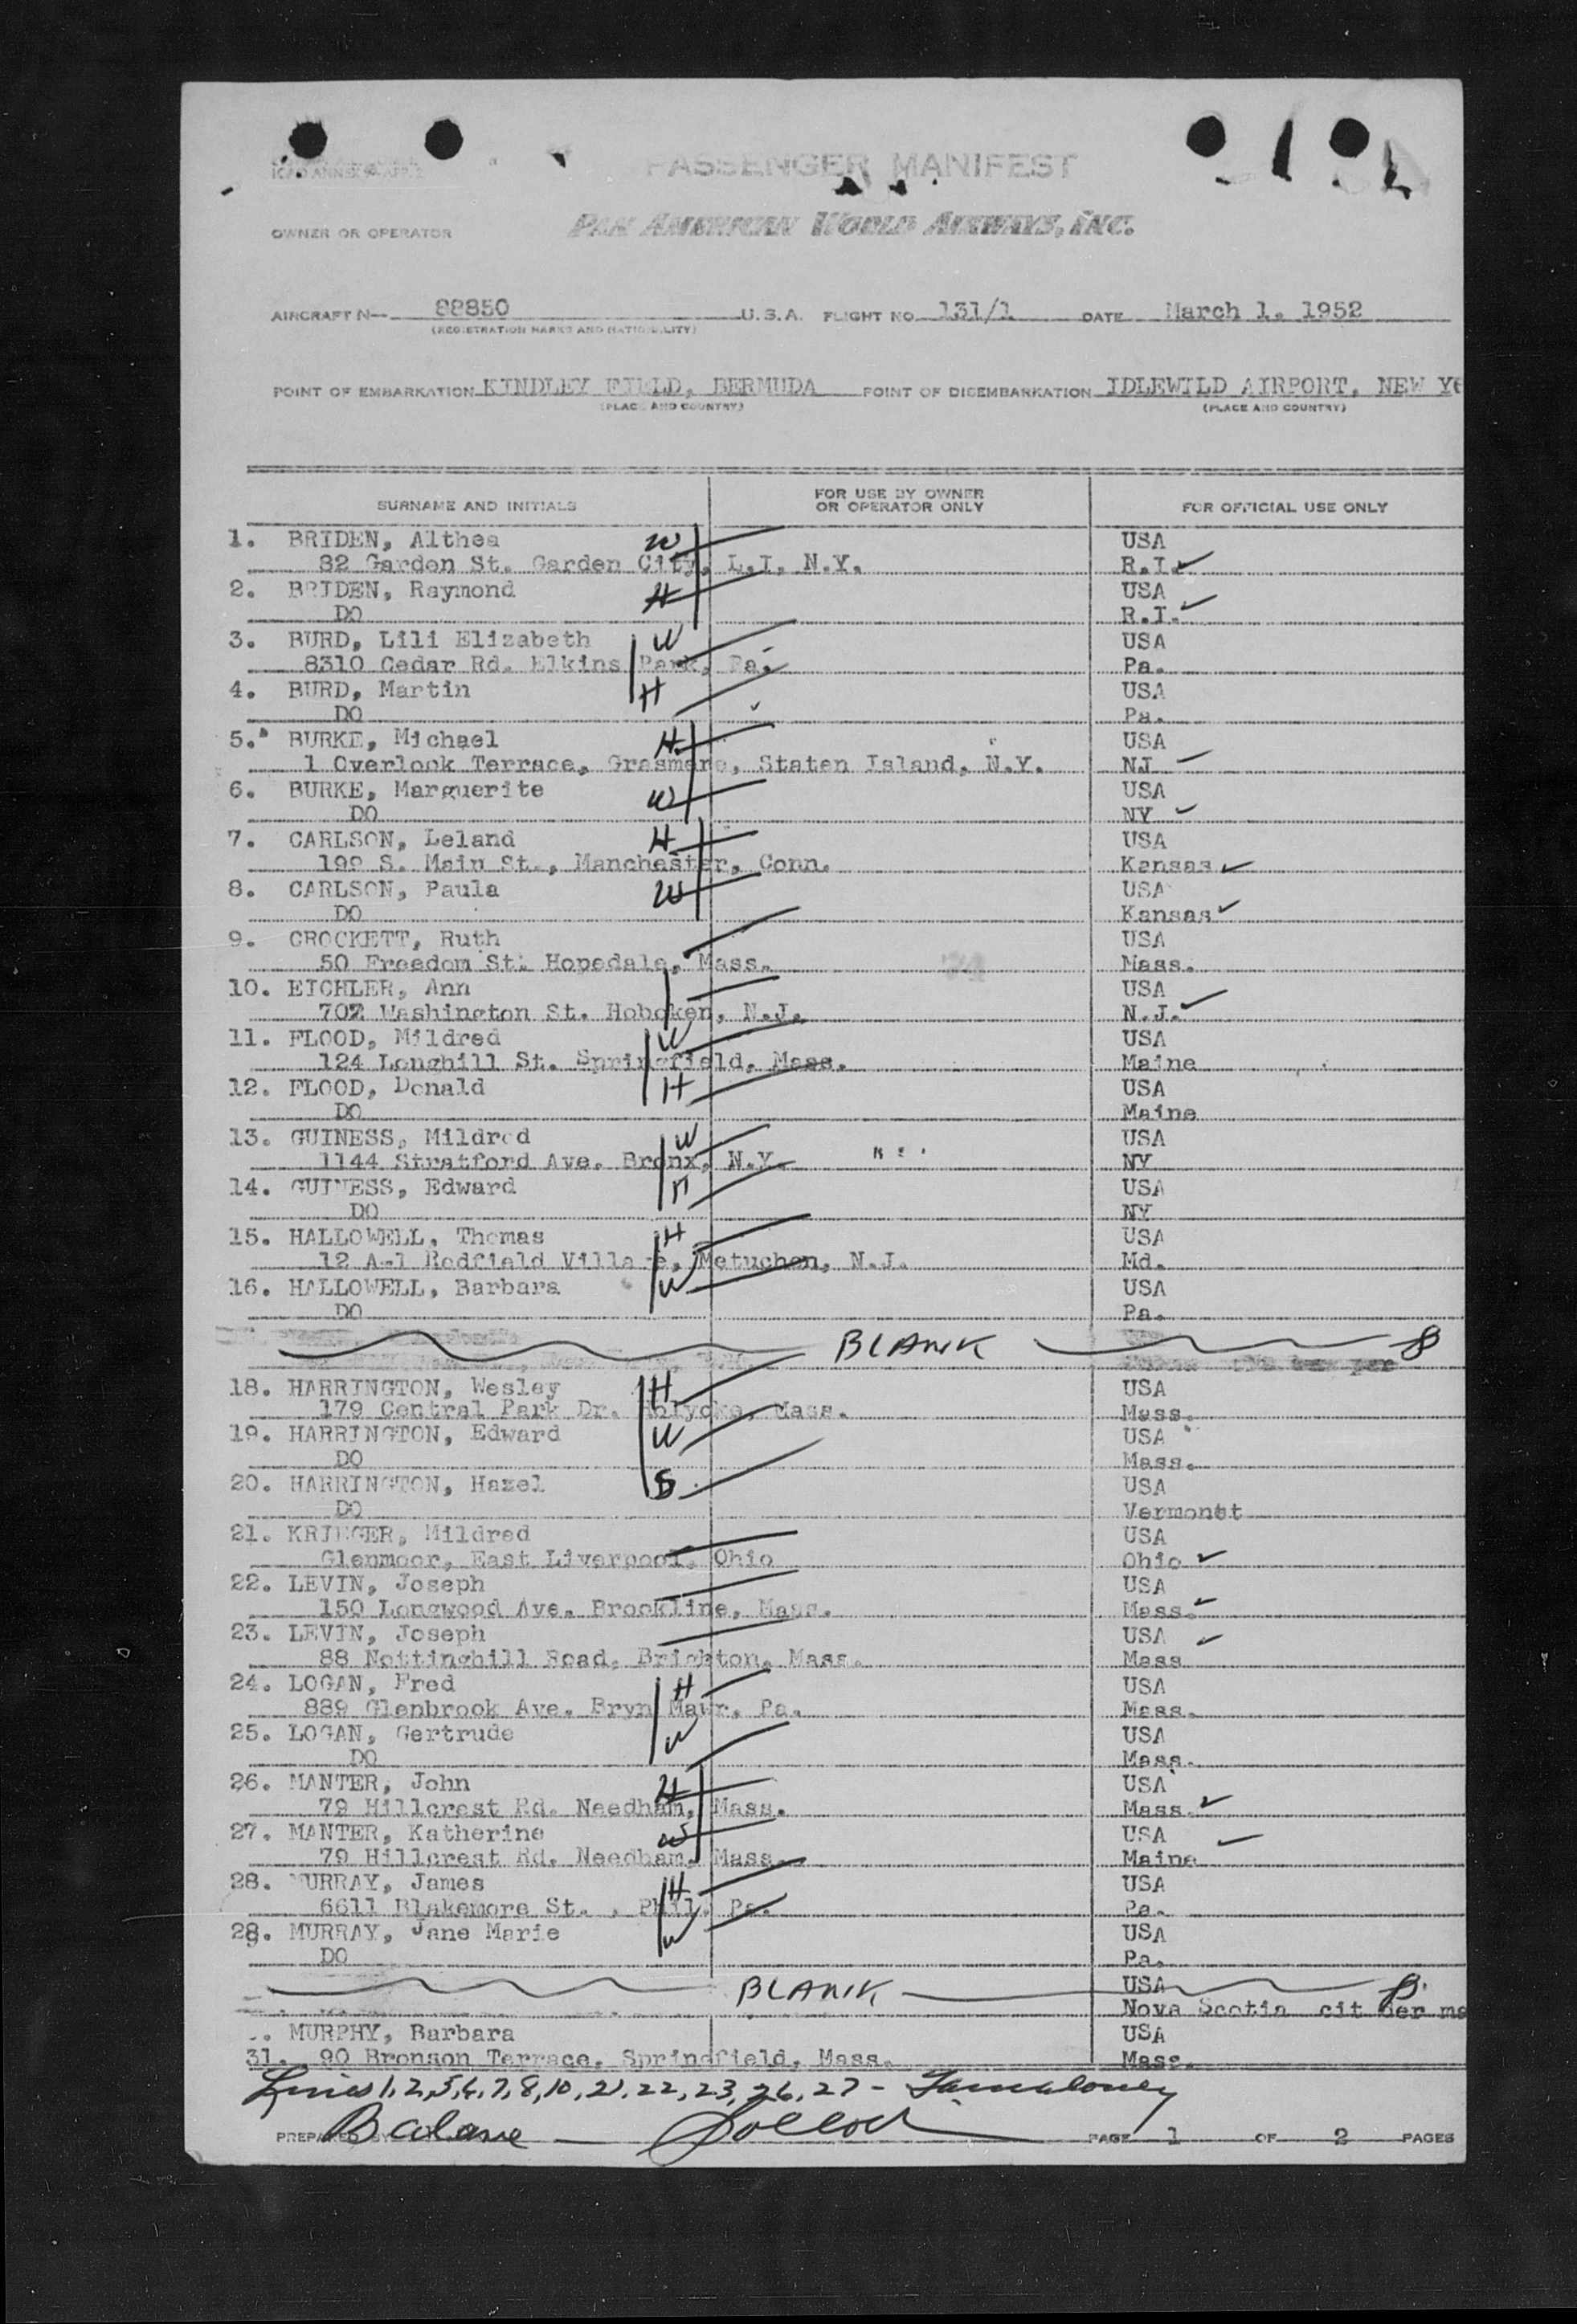 ICAO ANNEX 9-APP. 2
PASSENGER MANIFEST
OWNER OR OPERATOR PAN AMERICAN WORLD AIRWAYS, INC.
AIRCRAFT N- 88850 U.S.A. FLIGHT NO. 131/1 DATE March 1, 1952
(REGISTRATION MARKS AND NATIONALITY)
POINT OF EMBARKATION KINDLEY FIELD, BERMUDA POINT OF DISEMBARKATION IDLEWILD AIRPORT, NEW Yo
(PLACE AND COUNTRY) (PLACE AND COUNTRY)
SURNAME AND INITIALS FOR USE BY OWNER OR OPERATOR ONLY FOR OFFICIAL USE ONLY
1. BRIDEN, Althea W USA
82 Garden St. Garden City, L.I. N.Y. R.I.
2. BRIDEN, Raymond H USA
DO R.I.
3. BURD, Lili Elizabeth W USA
8310 Cedar Rd. Elkins Park, Pa. Pa.
4. BURD, Martin H USA
DO Pa.
5. BURKE, Michael H USA
1 Overlook Terrace, Grasmere, Staten Island, N.Y. NJ
6. BURKE, Marguerite W USA
DO NY
7. CARLSON, Leland H USA
199 S. Main St., Manchester, Conn. Kansas
8. CARLSON, Paula W USA
DO Kansas
9. CROCKETT, Ruth USA
50 Freedom St. Hopedale, Mass. Mass.
10. EICHLER, Ann USA
707 Washington St. Hoboken, N.J. N.J.
11. FLOOD, Mildred W USA
124 Longhill St. Springfield, Mass. Maine
12. FLOOD, Donald H USA
DO Maine
13. GUINESS, Mildred W USA
1144 Stratford Ave. Bronx, N.Y. NY
14. GUINESS, Edward H USA
DO NY
15. HALLOWELL, Thomas H USA
12 A-1 Redfield Village, Metuchen, N.J. Md.
16. HALLOWELL, Barbara W USA
DO Pa.
BLANK B
18. HARRINGTON, Wesley H USA
179 Central Park Dr. Holyoke, Mass. Mass.
19. HARRINGTON, Edward W USA
DO Mass.
20. HARRINGTON, Hazel S USA
DO Vermontt
21. KRIEGER, Mildred USA
Glenmoor, East Liverpool, Ohio Ohio
22. LEVIN, Joseph USA
150 Longwood Ave. Brookline, Mass. Mass.
23. LEVIN, Joseph USA
88 Nottinghill Road, Brighton, Mass. Mass
24. LOGAN, Fred H USA
889 Glenbrook Ave. Bryn Mawr, Pa. Mass.
25. LOGAN, Gertrude W USA
DO Mass.
26. MANTER, John H USA
79 Hillcrest Rd. Needham, Mass. Mass.
27. MANTER, Katherine W USA
79 Hillcrest Rd. Needham, Mass. Maine
28. MURRAY, James H USA
6611 Blakemore St. , Phil. Pa. Pa.
29. MURRAY, Jane Marie W USA
DO Pa.
BLANK USA B
Nova Scotia cit per ma
. MURPHY, Barbara USA
31. 90 Bronson Terrace, Springfield, Mass. Mass.
Lines 1, 2, 5, 6, 7, 8, 10, 21, 22, 23, 26, 27 -
PREPARED BY Balance PAGE 1 OF 2 PAGES